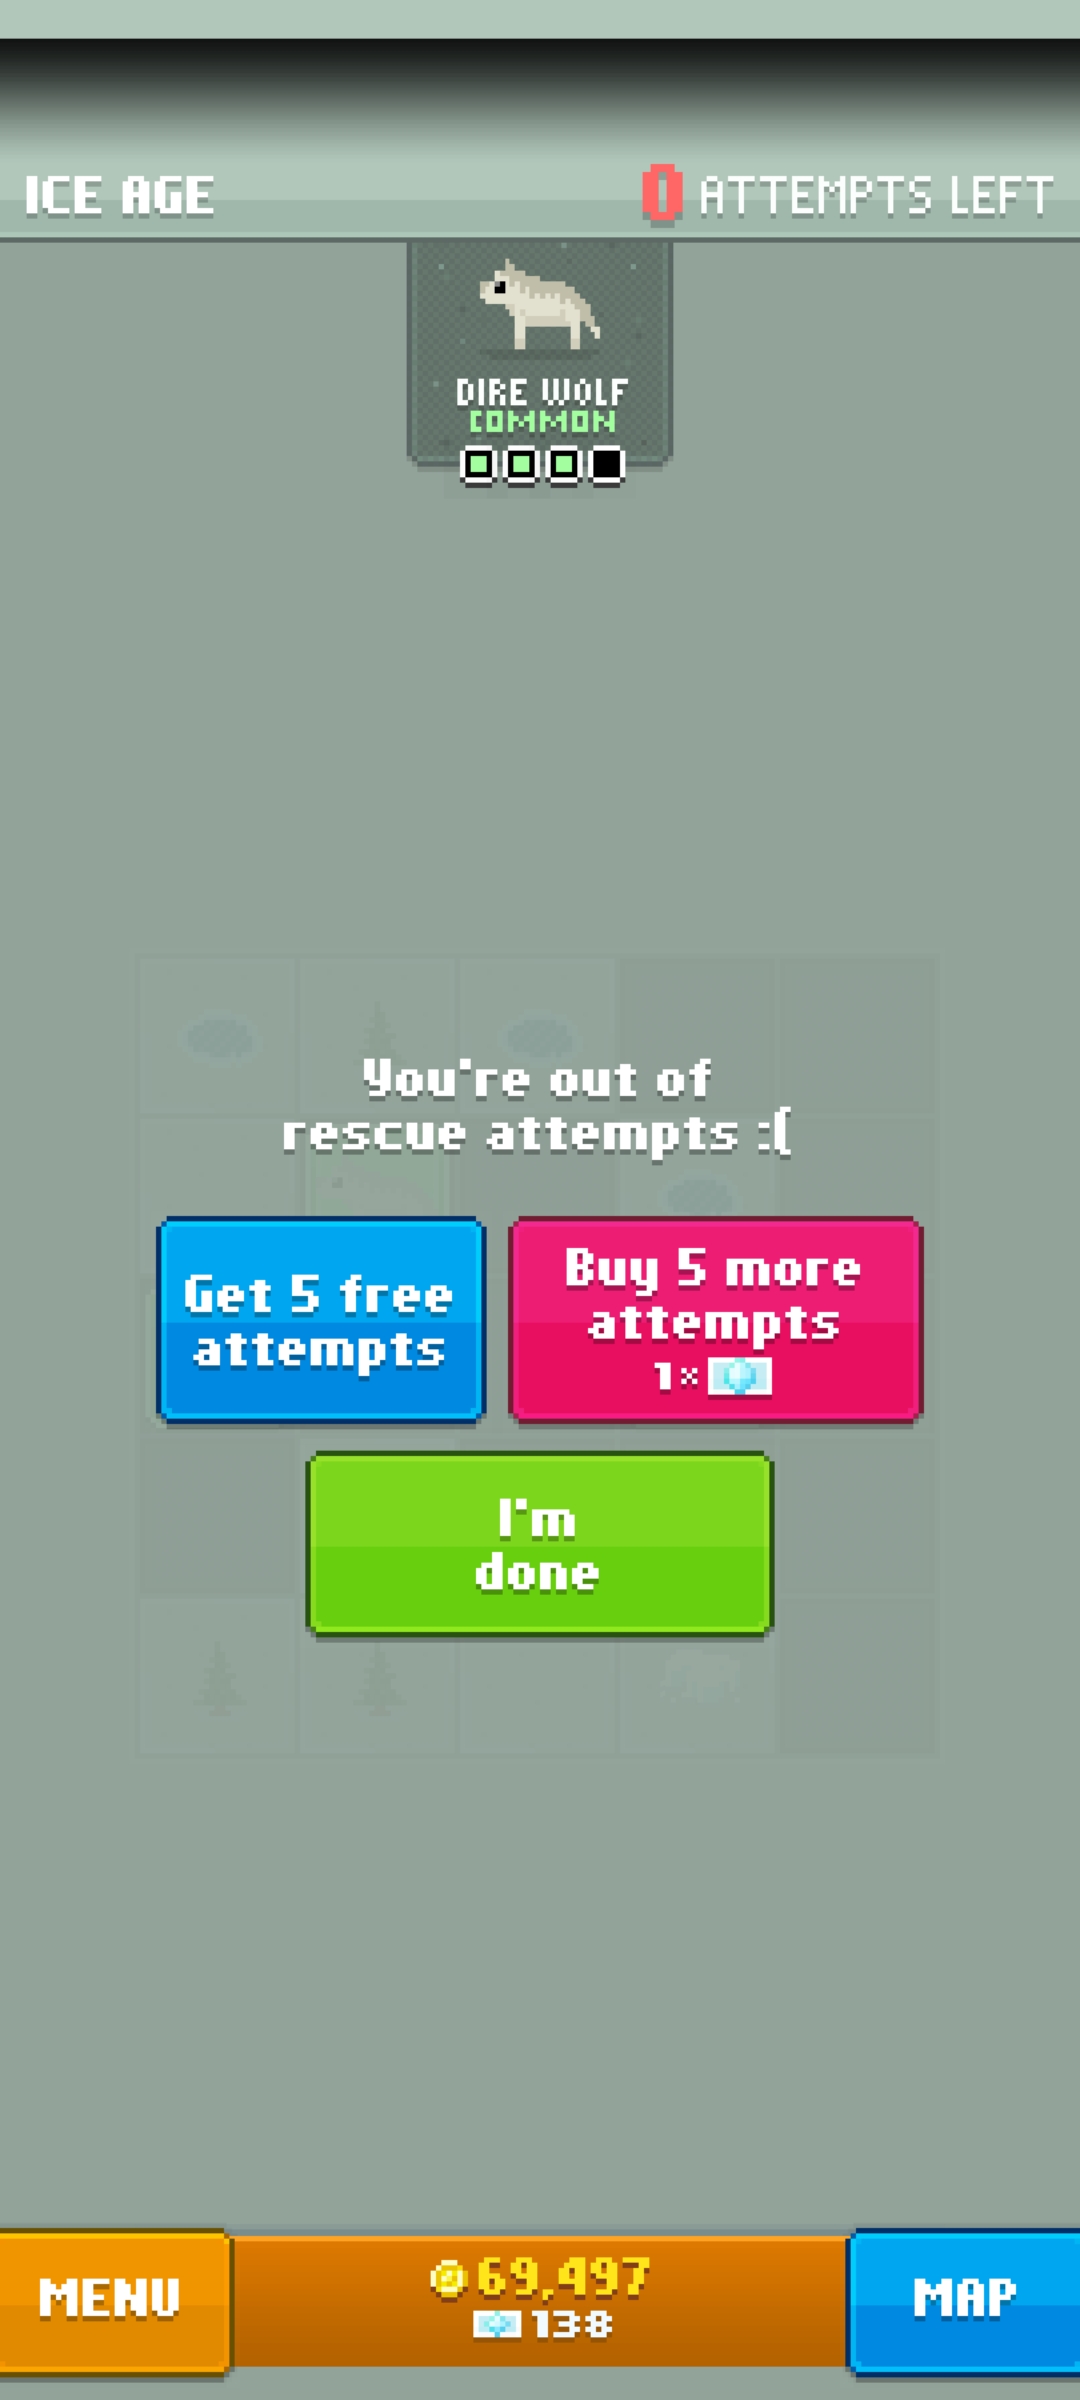 ICE AGE
0 ATTEMPTS LEFT
DIRE WOLF
COMMON
You're out of
rescue attempts :(
Get 5 free
attempts
Buy 5 more
attempts
1×
I'm
done
MENU
69,497
138
MAP